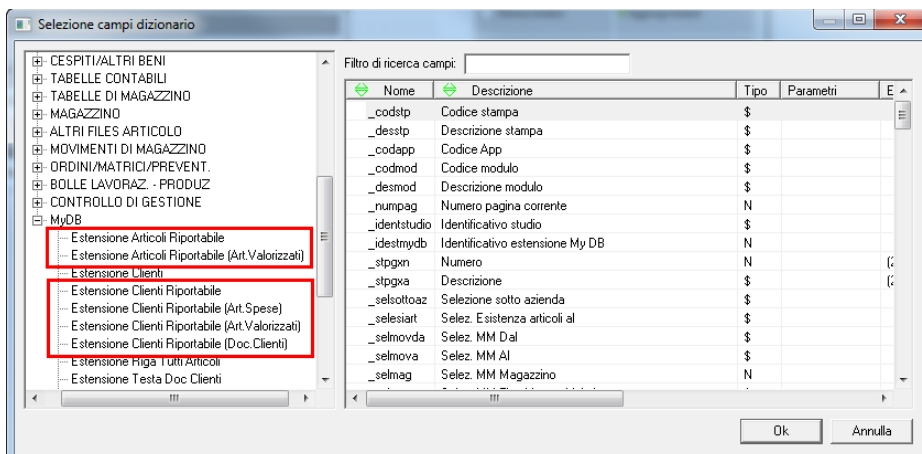 Selezione campi dizionario
CESPITI/ALTRI BENI
TABELLE CONTABILI
TABELLE DI MAGAZZINO
MAGAZZINO
ALTRI FILES ARTICOLO
MOVIMENTI DI MAGAZZINO
ORDINI/MATRICI/PREVENT.
BOLLE LAVORAZ. - PRODUZ
CONTROLLO DI GESTIONE
MyDB
Estensione Articoli Riportabile
Estensione Articoli Riportabile (Art.Valorizzati)
Estensione Clienti
Estensione Clienti Riportabile
Estensione Clienti Riportabile (Art.Spese)
Estensione Clienti Riportabile (Art.Valorizzati)
Estensione Clienti Riportabile (Doc.Clienti)
Estensione Riga Tutti Articoli
Estensione Testa Doc Clienti
Filtro di ricerca campi:
Nome Descrizione Tipo Parametri E
_codstp Codice stampa $
_desstp Descrizione stampa $
_codapp Codice App $
_codmod Codice modulo $
_desmod Descrizione modulo $
_numpag Numero pagina corrente N
_identstudio Identificativo studio $
_idestmydb Identificativo estensione My DB N
_stpgxn Numero N (2
_stpgxa Descrizione $ (2
_selsottoaz Selezione sotto azienda $
_selesiart Selez. Esistenza articoli al $
_selmovda Selez. MM Dal $
_selmova Selez. MM Al $
_selmag Selez. MM Magazzino N
Ok Annulla